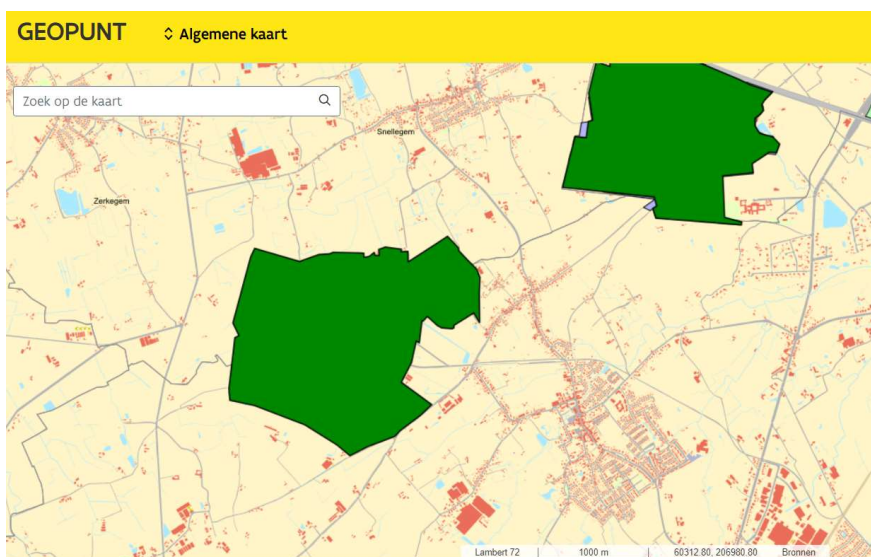 GEOPUNT
Algemene kaart
Zoek op de kaart
Snellegem
Zerkegem
Lambert 72 | 1000 m | 60312.80, 206980.80 Bronnen